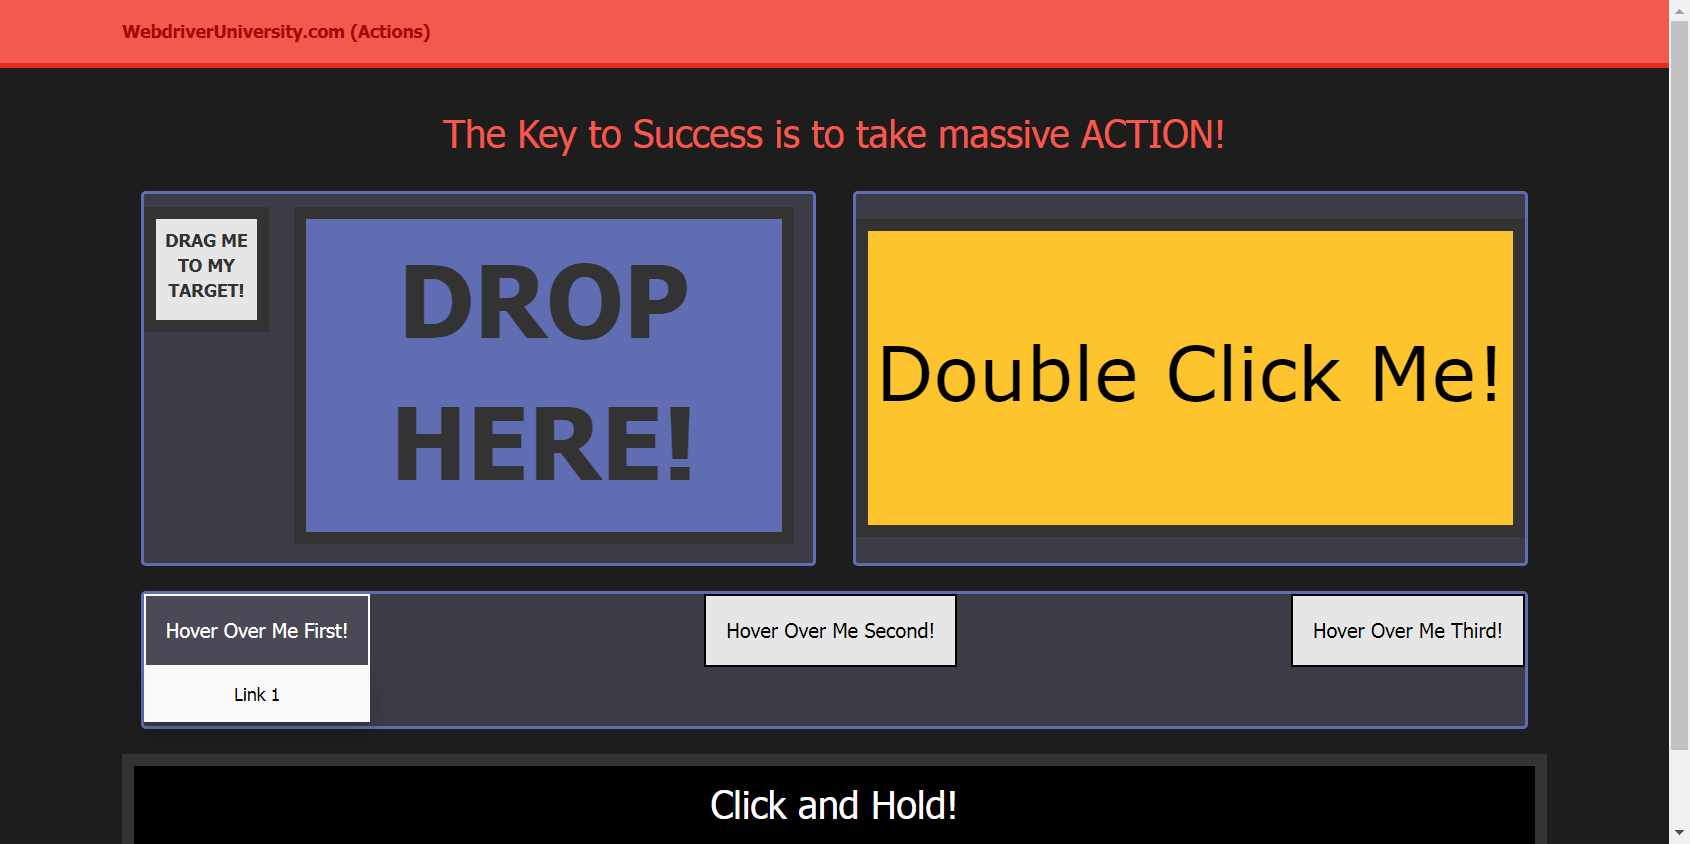 WebdriverUniversity.com (Actions)
The Key to Success is to take massive ACTION!
DRAG ME
TO MY
TARGET!
DROP
HERE!
Double Click Me!
Hover Over Me First!
Link 1
Hover Over Me Second!
Hover Over Me Third!
Click and Hold!